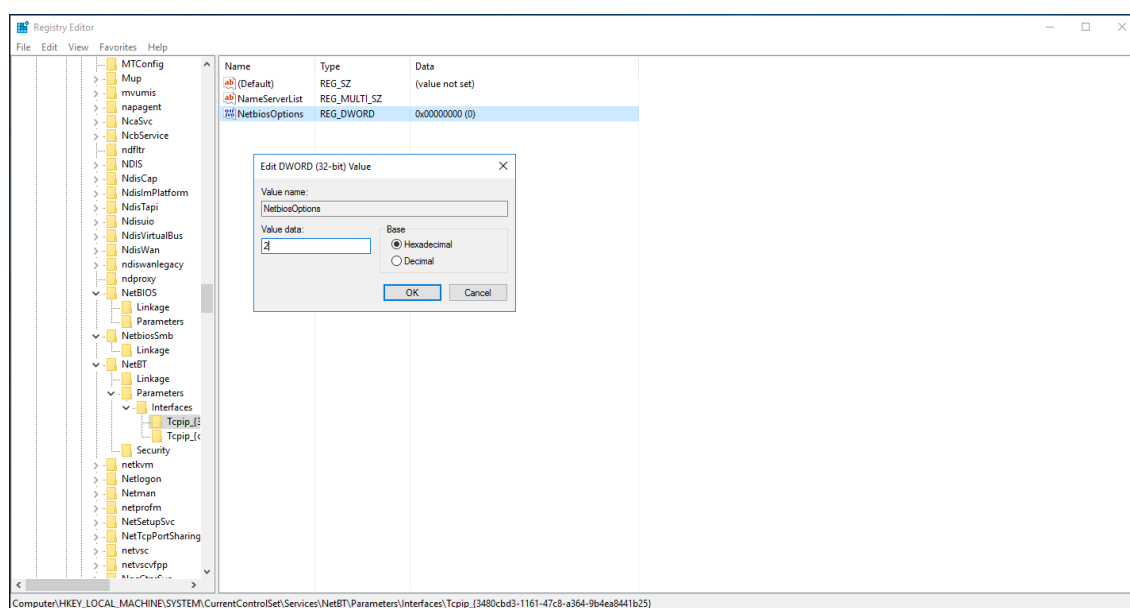 Registry Editor
File Edit View Favorites Help
MTConfig
Mup
mvumis
napagent
NcaSvc
NcbService
ndfltr
NDIS
NdisCap
NdisImPlatform
NdisTapi
Ndisuio
NdisVirtualBus
NdisWan
ndiswanlegacy
ndproxy
NetBIOS
Linkage
Parameters
NetbiosSmb
Linkage
NetBT
Linkage
Parameters
Interfaces
Tcpip_{3
Tcpip_{c
Security
netkvm
Netlogon
Netman
netprofm
NetSetupSvc
NetTcpPortSharing
netvsc
netvscvfpp
Name Type Data
(Default) REG_SZ (value not set)
NameServerList REG_MULTI_SZ
NetbiosOptions REG_DWORD 0x00000000 (0)
Edit DWORD (32-bit) Value
Value name:
NetbiosOptions
Value data:
2
Base
Hexadecimal
Decimal
OK Cancel
Computer\HKEY_LOCAL_MACHINE\SYSTEM\CurrentControlSet\Services\NetBT\Parameters\Interfaces\Tcpip_{3480cbd3-1161-47c8-a364-9b4ea8441b25}